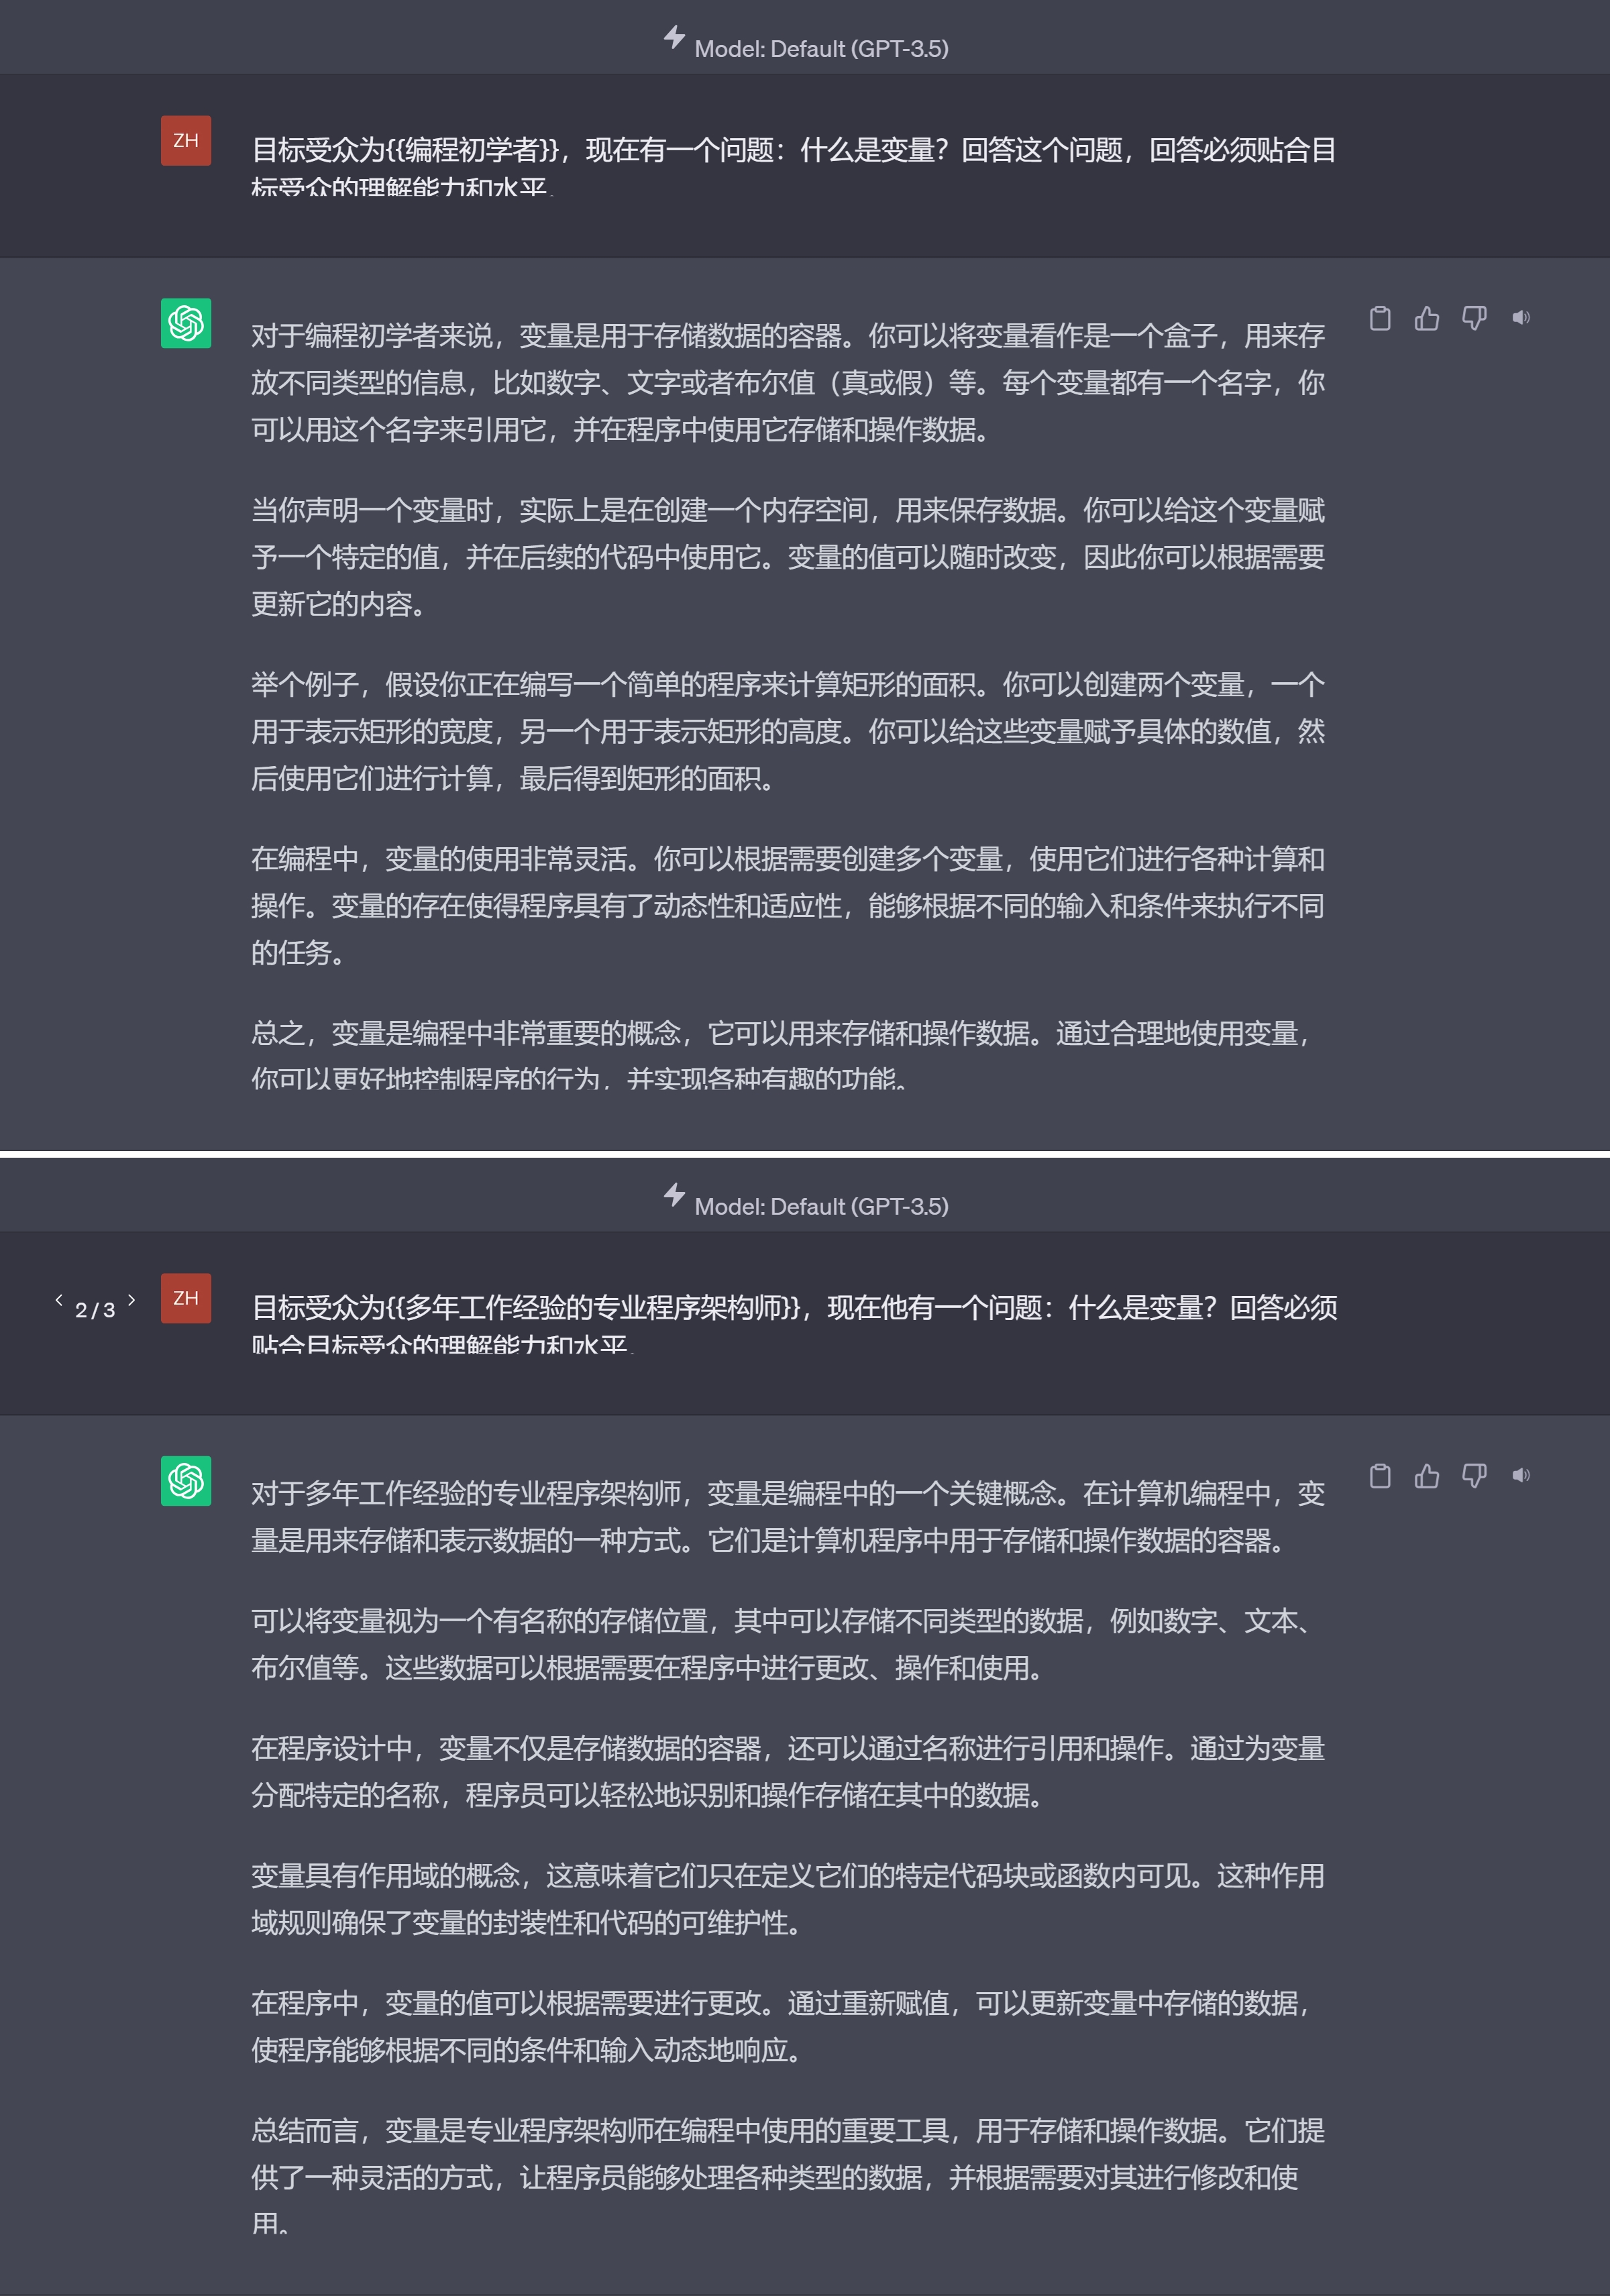 Model: Default (GPT-3.5)
ZH
目标受众为{{编程初学者}}，现在有一个问题：什么是变量？回答这个问题，回答必须贴合目
标受众的理解能力和水平.
对于编程初学者来说，变量是用于存储数据的容器。你可以将变量看作是一个盒子，用来存
放不同类型的信息，比如数字、文字或者布尔值（真或假）等。每个变量都有一个名字，你
可以用这个名字来引用它，并在程序中使用它存储和操作数据。
当你声明一个变量时，实际上是在创建一个内存空间，用来保存数据。你可以给这个变量赋
予一个特定的值，并在后续的代码中使用它。变量的值可以随时改变，因此你可以根据需要
更新它的内容。
举个例子，假设你正在编写一个简单的程序来计算矩形的面积。你可以创建两个变量，一个
用于表示矩形的宽度，另一个用于表示矩形的高度。你可以给这些变量赋予具体的数值，然
后使用它们进行计算，最后得到矩形的面积。
在编程中，变量的使用非常灵活。你可以根据需要创建多个变量，使用它们进行各种计算和
操作。变量的存在使得程序具有了动态性和适应性，能够根据不同的输入和条件来执行不同
的任务。
总之，变量是编程中非常重要的概念，它可以用来存储和操作数据。通过合理地使用变量，
你可以更好地控制程序的行为，并实现各种有趣的功能。
Model: Default (GPT-3.5)
2 / 3
ZH
目标受众为{{多年工作经验的专业程序架构师}}，现在他有一个问题：什么是变量？回答必须
贴合目标受众的理解能力和水平.
对于多年工作经验的专业程序架构师，变量是编程中的一个关键概念。在计算机编程中，变
量是用来存储和表示数据的一种方式。它们是计算机程序中用于存储和操作数据的容器。
可以将变量视为一个有名称的存储位置，其中可以存储不同类型的数据，例如数字、文本、
布尔值等。这些数据可以根据需要在程序中进行更改、操作和使用。
在程序设计中，变量不仅是存储数据的容器，还可以通过名称进行引用和操作。通过为变量
分配特定的名称，程序员可以轻松地识别和操作存储在其中的数据。
变量具有作用域的概念，这意味着它们只在定义它们的特定代码块或函数内可见。这种作用
域规则确保了变量的封装性和代码的可维护性。
在程序中，变量的值可以根据需要进行更改。通过重新赋值，可以更新变量中存储的数据，
使程序能够根据不同的条件和输入动态地响应。
总结而言，变量是专业程序架构师在编程中使用的重要工具，用于存储和操作数据。它们提
供了一种灵活的方式，让程序员能够处理各种类型的数据，并根据需要对其进行修改和使
用。